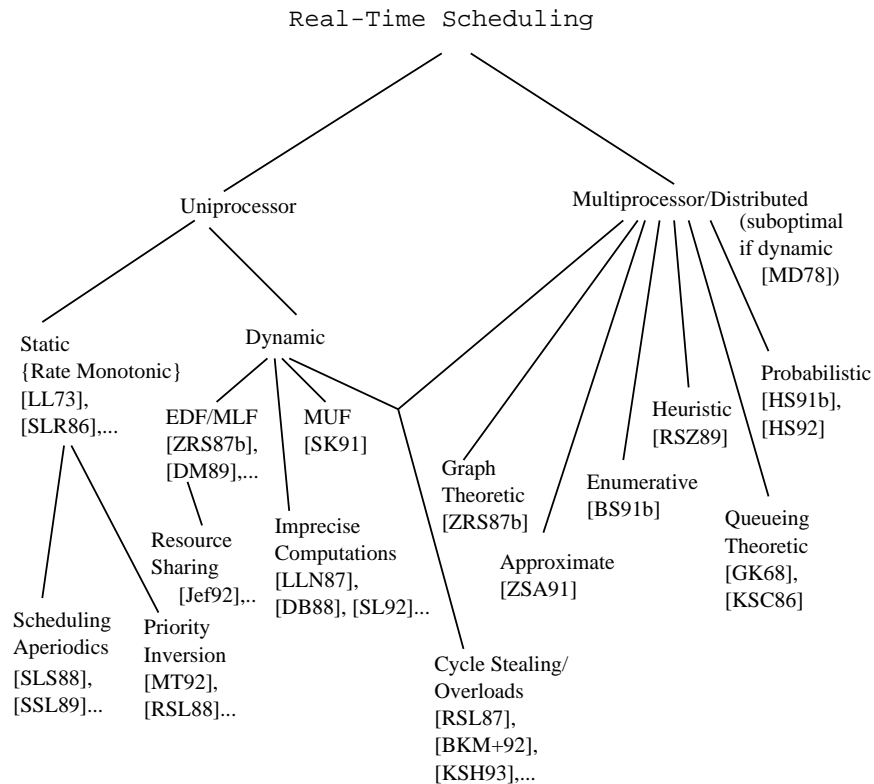 Real-Time Scheduling
Uniprocessor
Multiprocessor/Distributed
(suboptimal
if dynamic
[MD78])
Static
{Rate Monotonic}
[LL73],
[SLR86],...
Dynamic
EDF/MLF
[ZRS87b],
[DM89],...
MUF
[SK91]
Probabilistic
[HS91b],
[HS92]
Heuristic
[RSZ89]
Graph
Theoretic
[ZRS87b]
Enumerative
[BS91b]
Queueing
Theoretic
[GK68],
[KSC86]
Resource
Sharing
[Jef92],..
Imprecise
Computations
[LLN87],
[DB88], [SL92]...
Approximate
[ZSA91]
Scheduling
Aperiodics
[SLS88],
[SSL89]...
Priority
Inversion
[MT92],
[RSL88]...
Cycle Stealing/
Overloads
[RSL87],
[BKM+92],
[KSH93],...